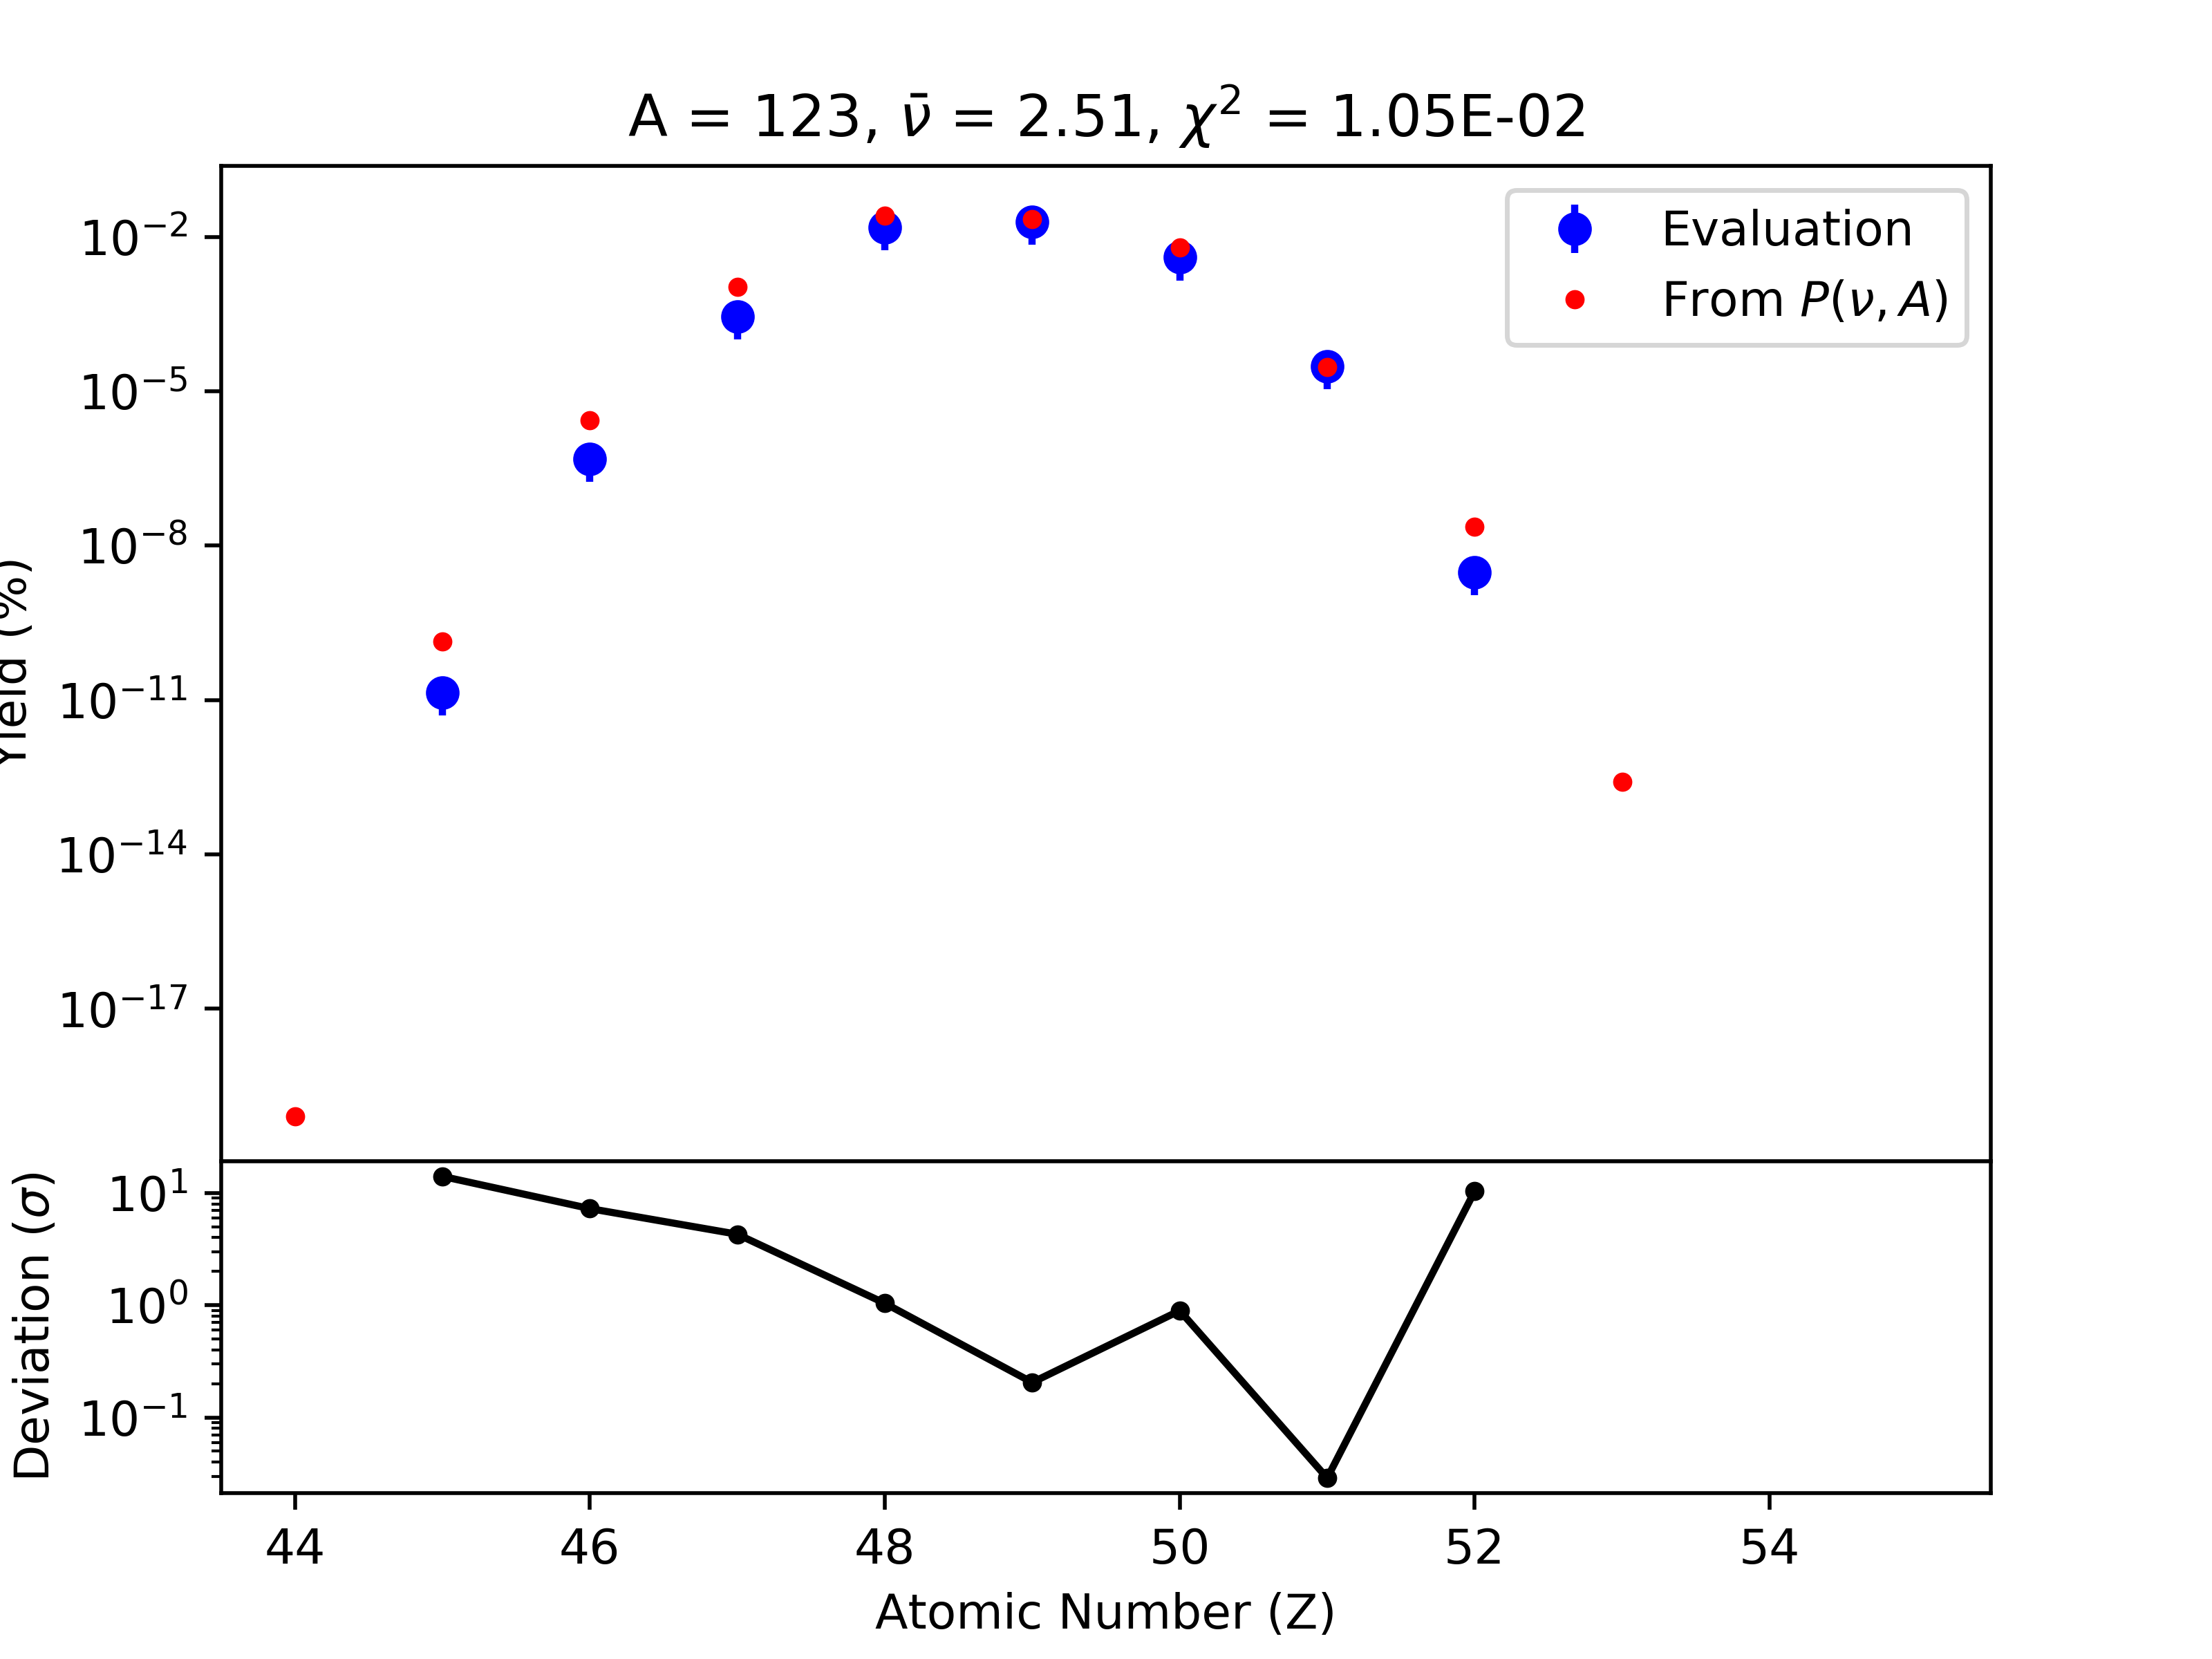 A = 123, ν̄ = 2.51, χ² = 1.05E-02
Evaluation
From P(ν, A)
Yield (%)
10⁻²
10⁻⁵
10⁻⁸
10⁻¹¹
10⁻¹⁴
10⁻¹⁷
Deviation (σ)
10¹
10⁰
10⁻¹
44 46 48 50 52 54
Atomic Number (Z)